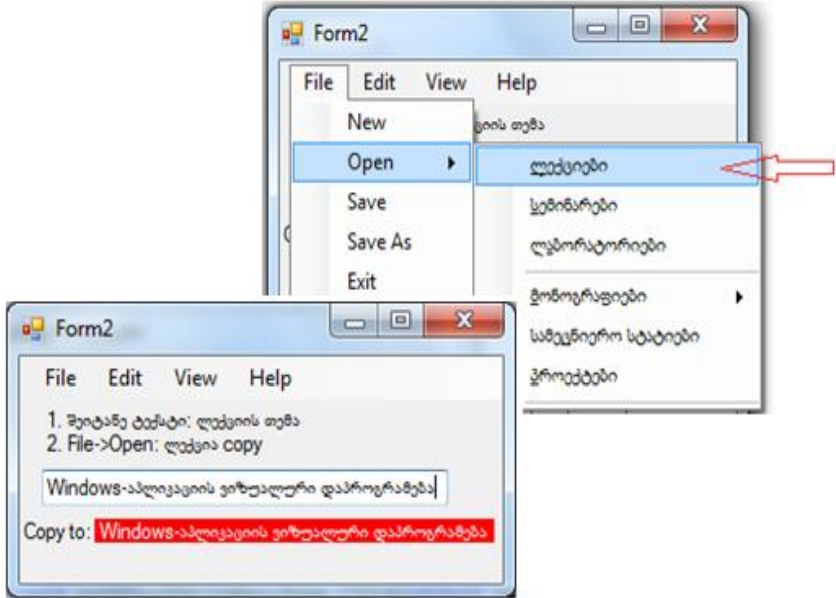 Form2
File Edit View Help
New
ციის თემა
Open
ლექციები
Save
სემინარები
Save As
ლაბორატორიები
Exit
მონოგრაფიები
სამეცნიერო სტატიები
პროექტები
Form2
File Edit View Help
1. შეიტანე ტექსტი: ლექციის თემა
2. File->Open: ლექცია copy
Windows-აპლიკაციის ვიზუალური დაპროგრამება
Copy to: Windows-აპლიკაციის ვიზუალური დაპროგრამება